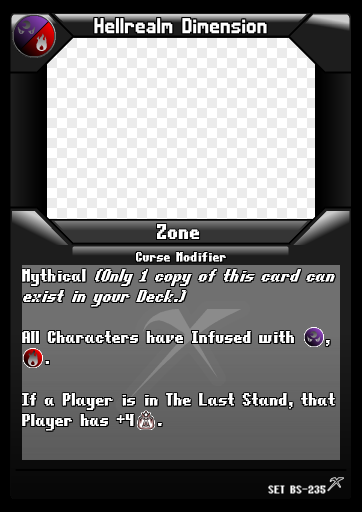 Hellrealm Dimension
Zone
Curse Modifier
Mythical (Only 1 copy of this card can
exist in your Deck.)
All Characters have Infused with ,
.
If a Player is in The Last Stand, that
Player has +4.
SET BS-235